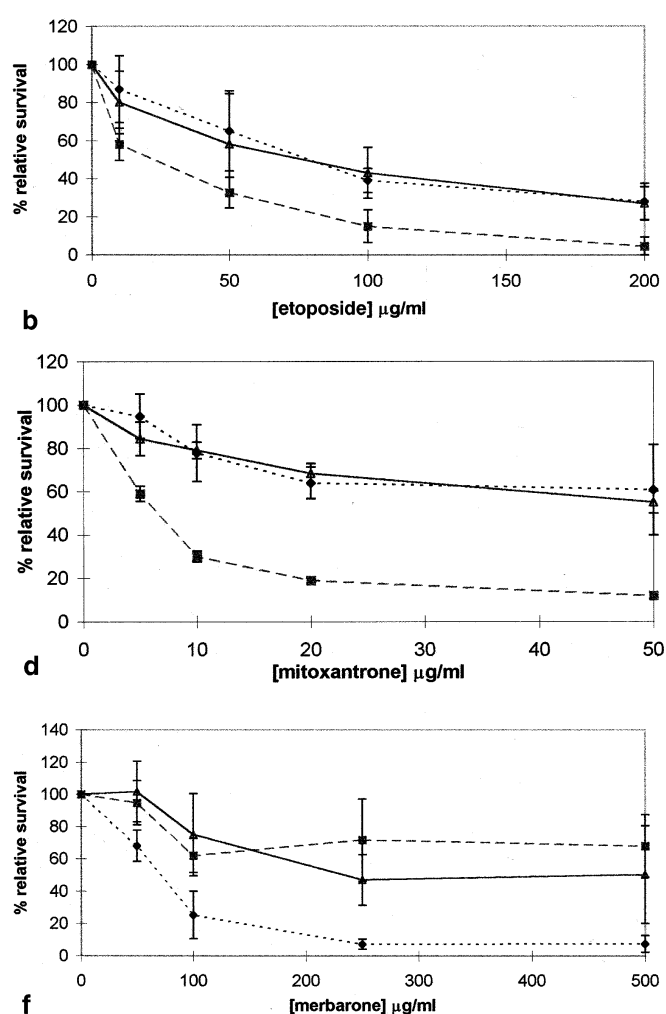 120
100
80
60
40
20
0
% relative survival
0 50 100 150 200
[etoposide] µg/ml
b
120
100
80
60
40
20
0
% relative survival
0 10 20 30 40 50
[mitoxantrone] µg/ml
d
140
120
100
80
60
40
20
0
% relative survival
0 100 200 300 400 500
[merbarone] µg/ml
f